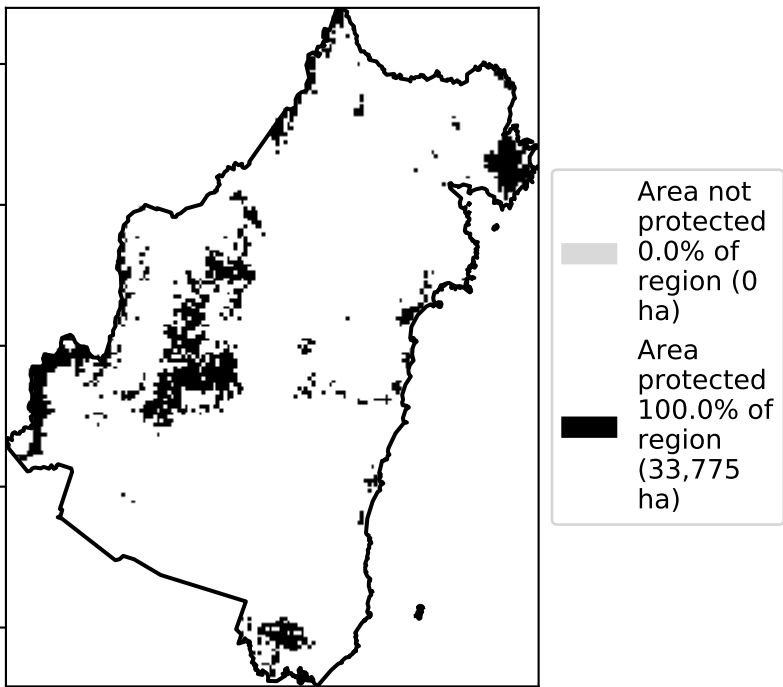 Area not
protected
0.0% of
region (0
ha)
Area
protected
100.0% of
region
(33,775
ha)